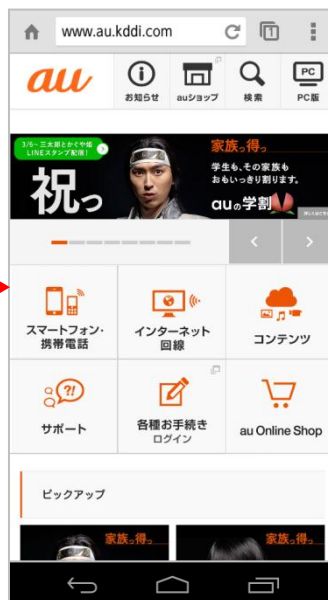 www.au.kddi.com
1
au
お知らせ
auショップ
検索
PC
PC版
3/6~ 三太郎とかぐや姫
LINEスタンプ配信!
祝っ
家族っ得っ
学生も、その家族も
おもいっきり割ります。
auの学割
スマートフォン・
携帯電話
インターネット
回線
コンテンツ
?!
サポート
各種お手続き
ログイン
au Online Shop
ピックアップ
家族っ得っ
家族っ得っ